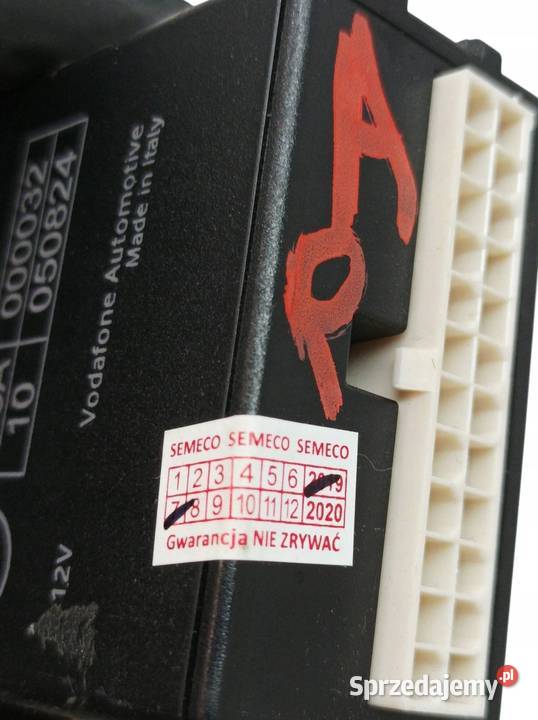 000032
10 050824
Vodafone Automotive
Made in Italy
12V
AP
SEMECO SEMECO SEMECO
1 2 3 4 5 6 2019
7 8 9 10 11 12 2020
Gwarancja NIE ZRYWAĆ
Sprzedajemy.pl